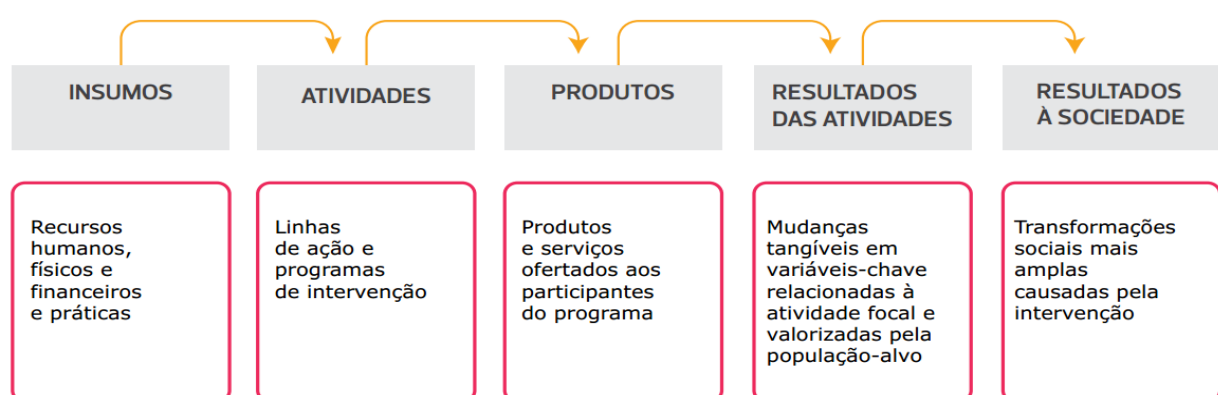 INSUMOS
ATIVIDADES
PRODUTOS
RESULTADOS
DAS ATIVIDADES
RESULTADOS
À SOCIEDADE
Recursos
humanos,
físicos e
financeiros
e práticas
Linhas
de ação e
programas
de intervenção
Produtos
e serviços
ofertados aos
participantes
do programa
Mudanças
tangíveis em
variáveis-chave
relacionadas à
atividade focal e
valorizadas pela
população-alvo
Transformações
sociais mais
amplas
causadas pela
intervenção